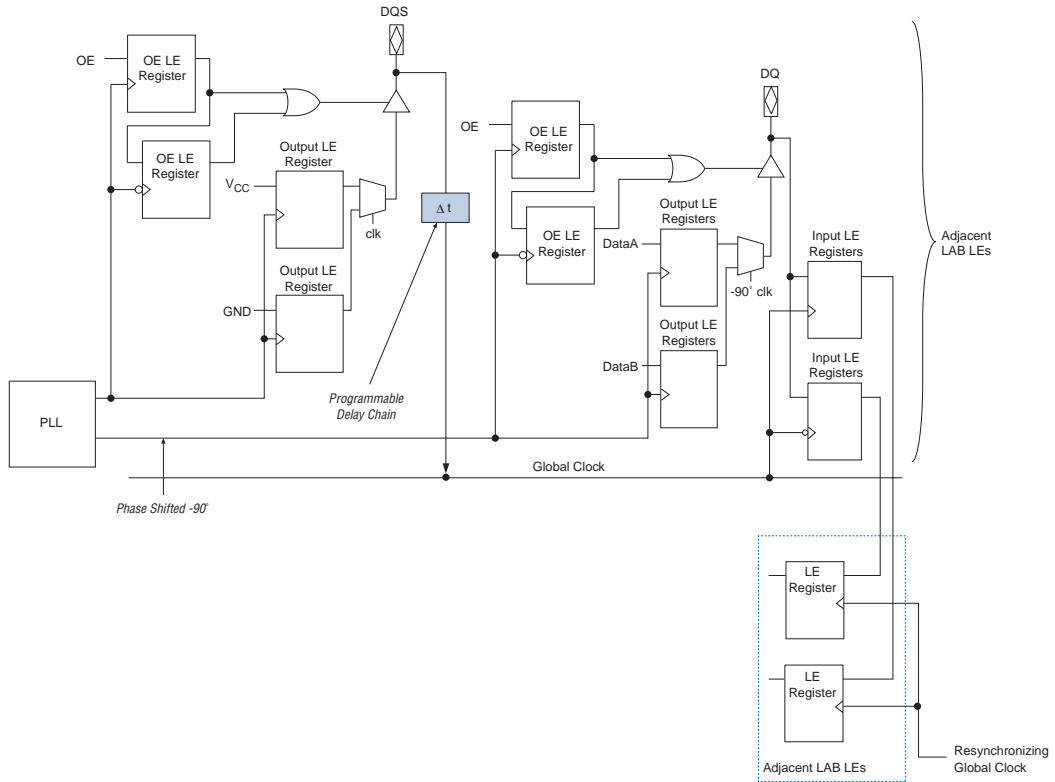 DQS
OE
OE LE
Register
OE LE
Register
Output LE
Register
VCC
clk
Δ t
Output LE
Register
GND
Programmable
Delay Chain
PLL
Phase Shifted -90°
Global Clock
DQ
OE
OE LE
Register
OE LE
Register
Output LE
Registers
DataA
-90° clk
Output LE
Registers
DataB
Input LE
Registers
Input LE
Registers
Adjacent
LAB LEs
LE
Register
LE
Register
Adjacent LAB LEs
Resynchronizing
Global Clock